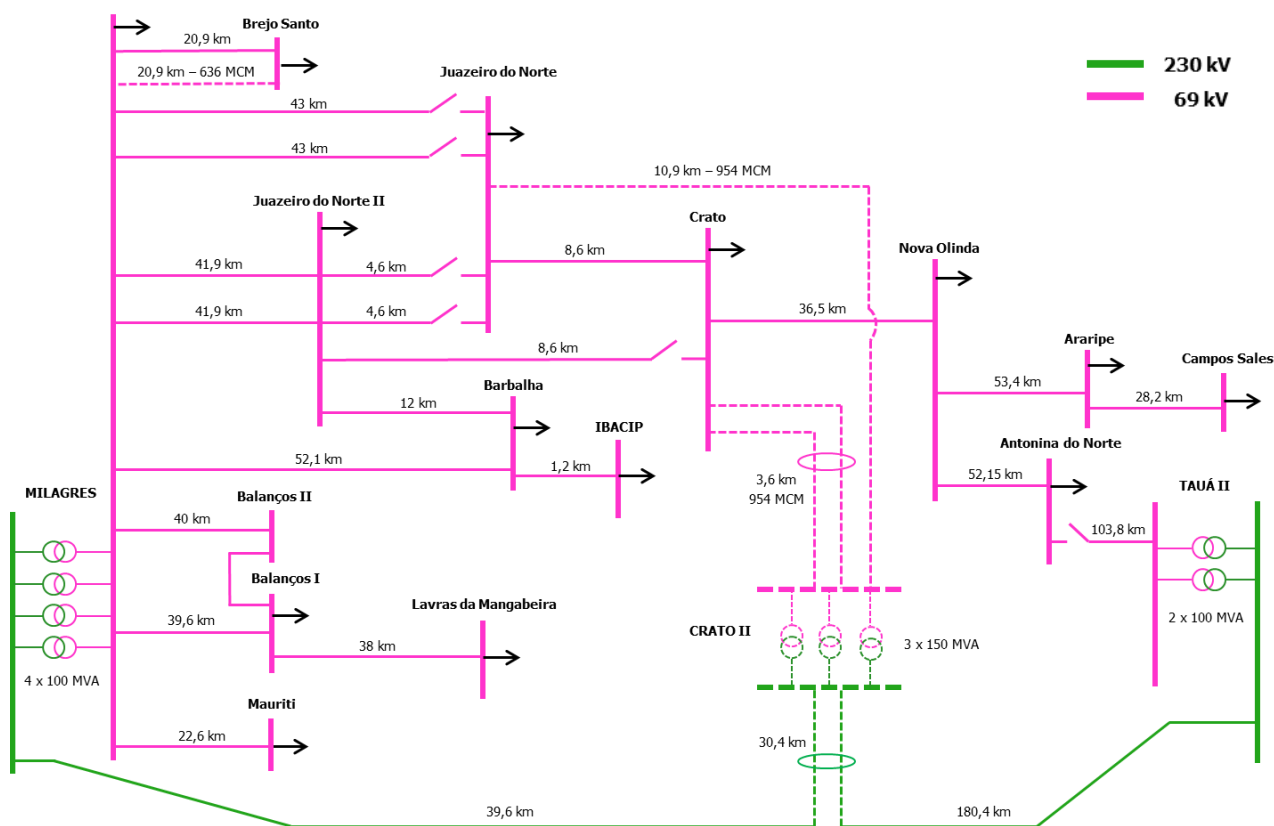 Brejo Santo
20,9 km
230 kV
Juazeiro do Norte
20,9 km – 636 MCM
69 kV
43 km
43 km
10,9 km – 954 MCM
Juazeiro do Norte II
Crato
Nova Olinda
8,6 km
41,9 km
4,6 km
41,9 km
4,6 km
36,5 km
Araripe
8,6 km
Campos Sales
Barbalha
53,4 km
28,2 km
12 km
IBACIP
Antonina do Norte
52,1 km
1,2 km
52,15 km
3,6 km
954 MCM
MILAGRES
Balanços II
TAUÁ II
40 km
103,8 km
Balanços I
Lavras da Mangabeira
39,6 km
38 km
CRATO II
3 x 150 MVA
2 x 100 MVA
4 x 100 MVA
Mauriti
22,6 km
30,4 km
39,6 km
180,4 km